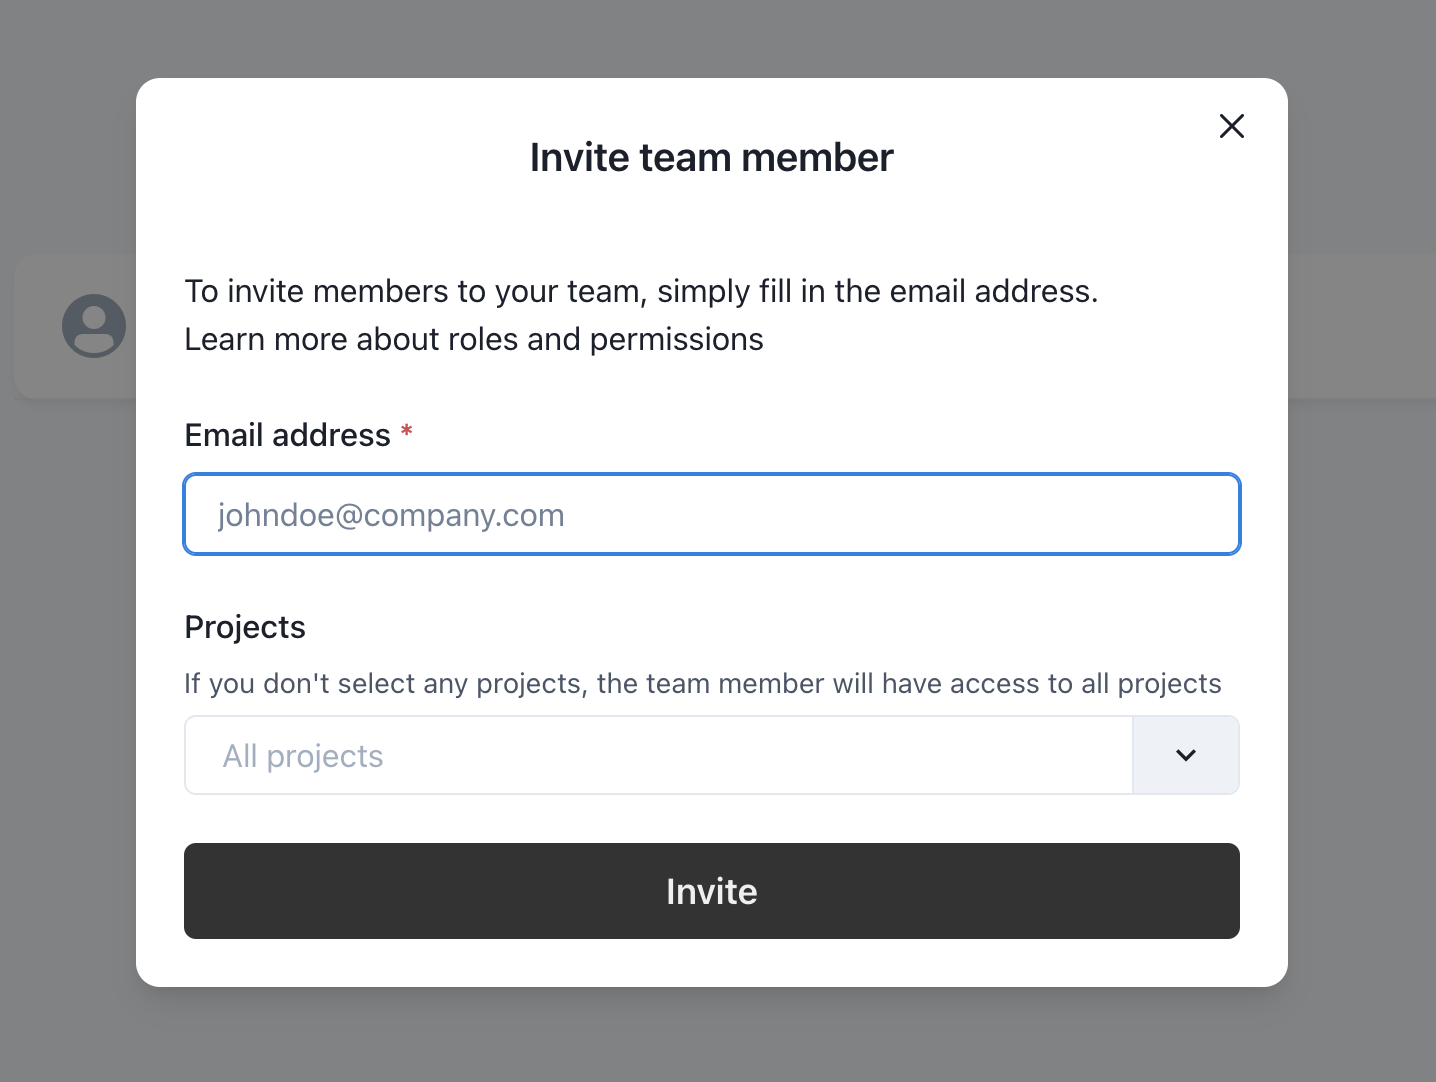 Invite team member
To invite members to your team, simply fill in the email address.
Learn more about roles and permissions
Email address *
johndoe@company.com
Projects
If you don't select any projects, the team member will have access to all projects
All projects
Invite